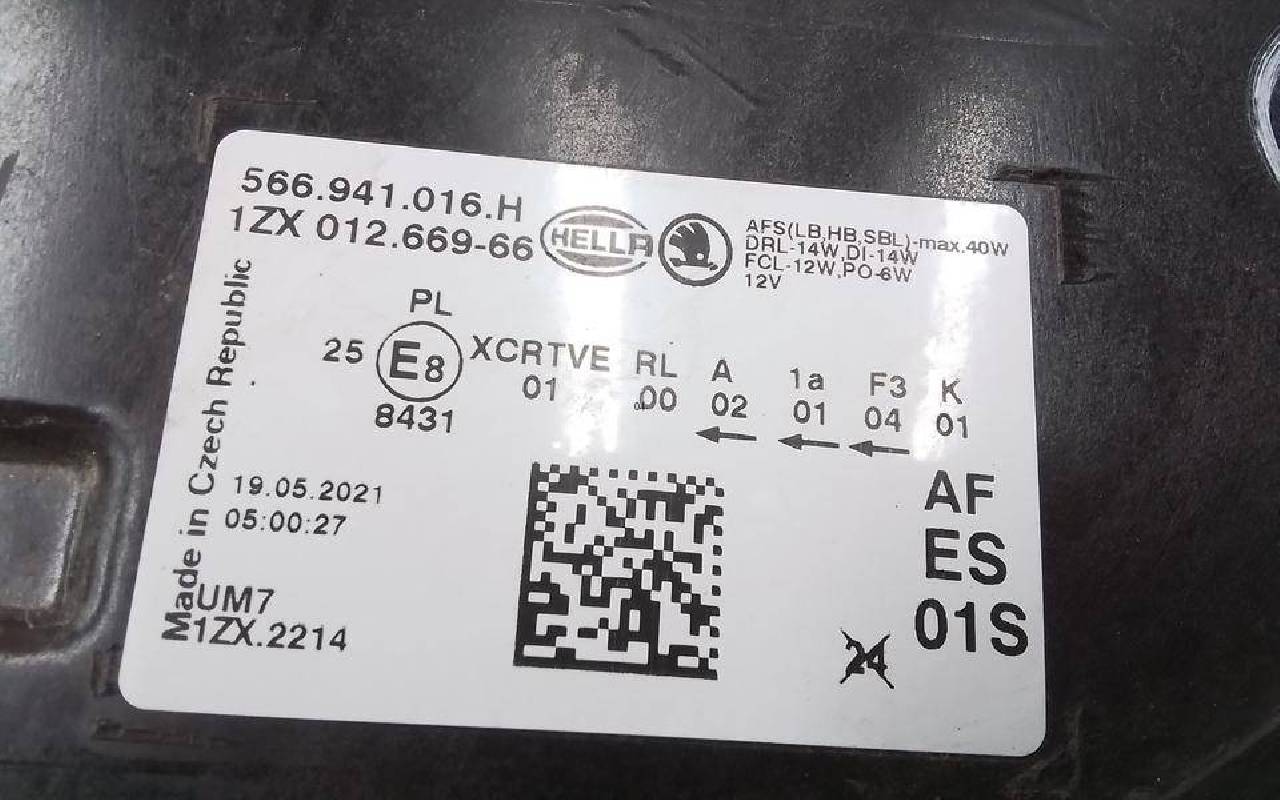 566.941.016.H
1ZX 012.669-66
HELLA
AFS(LB,HB,SBL)-max.40W
DRL-14W,DI-14W
FCL-12W,PO-6W
12V
Made in Czech Republic
PL
25 E8 XCRTVE RL A 1a F3 K
8431 01 00 02 01 04 01
19.05.2021
05:00:27
AF
ES
01S
UM7
1ZX.2214
24